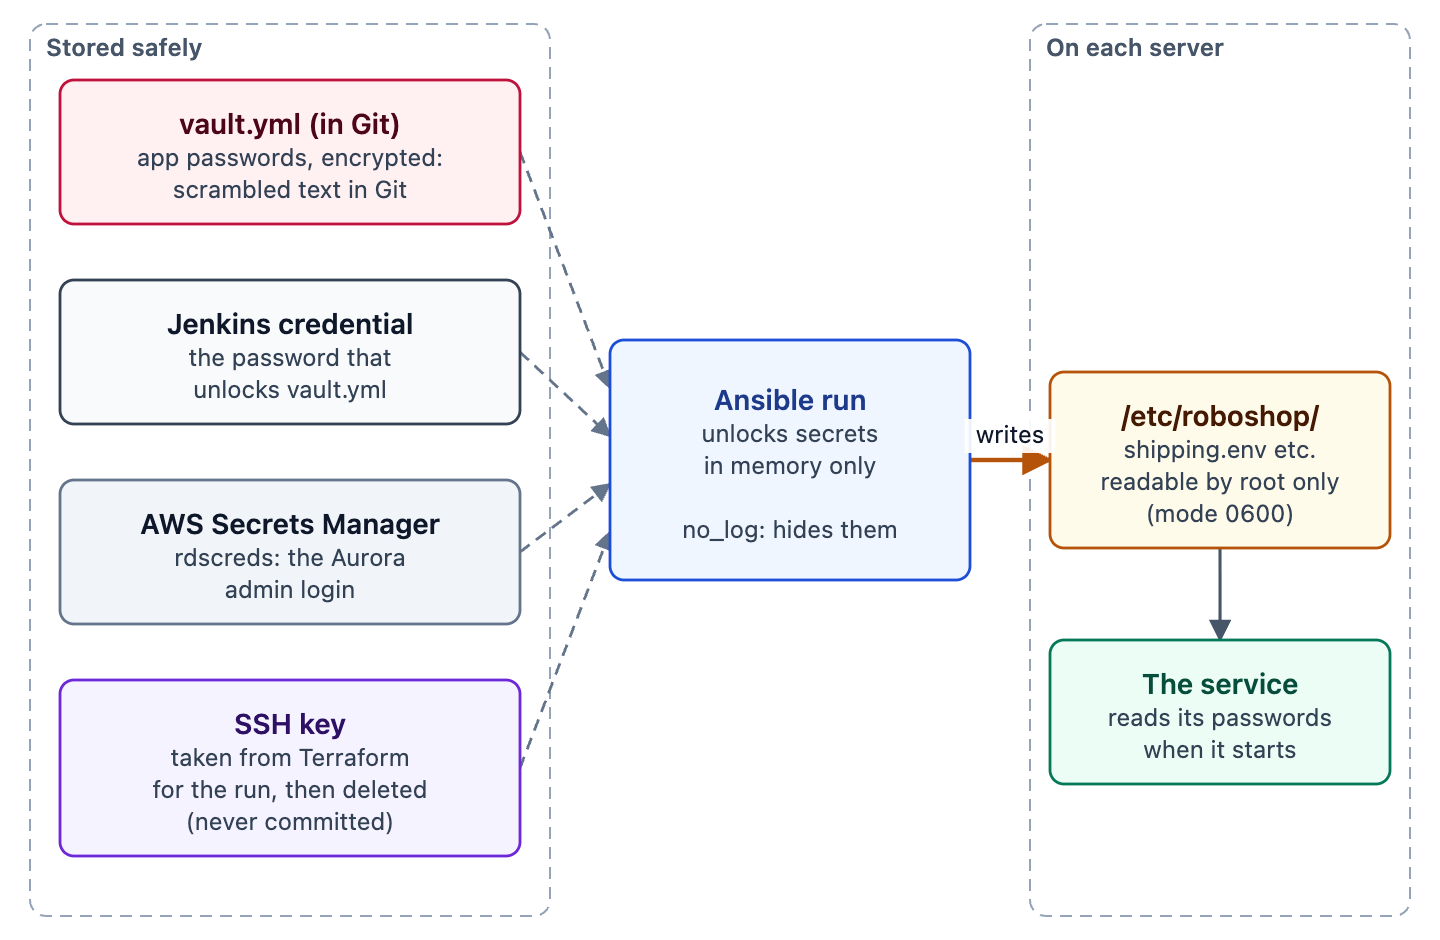 Stored safely
vault.yml (in Git)
app passwords, encrypted:
scrambled text in Git
Jenkins credential
the password that
unlocks vault.yml
AWS Secrets Manager
rdscreds: the Aurora
admin login
SSH key
taken from Terraform
for the run, then deleted
(never committed)
Ansible run
unlocks secrets
in memory only
no_log: hides them
writes
On each server
/etc/roboshop/
shipping.env etc.
readable by root only
(mode 0600)
The service
reads its passwords
when it starts